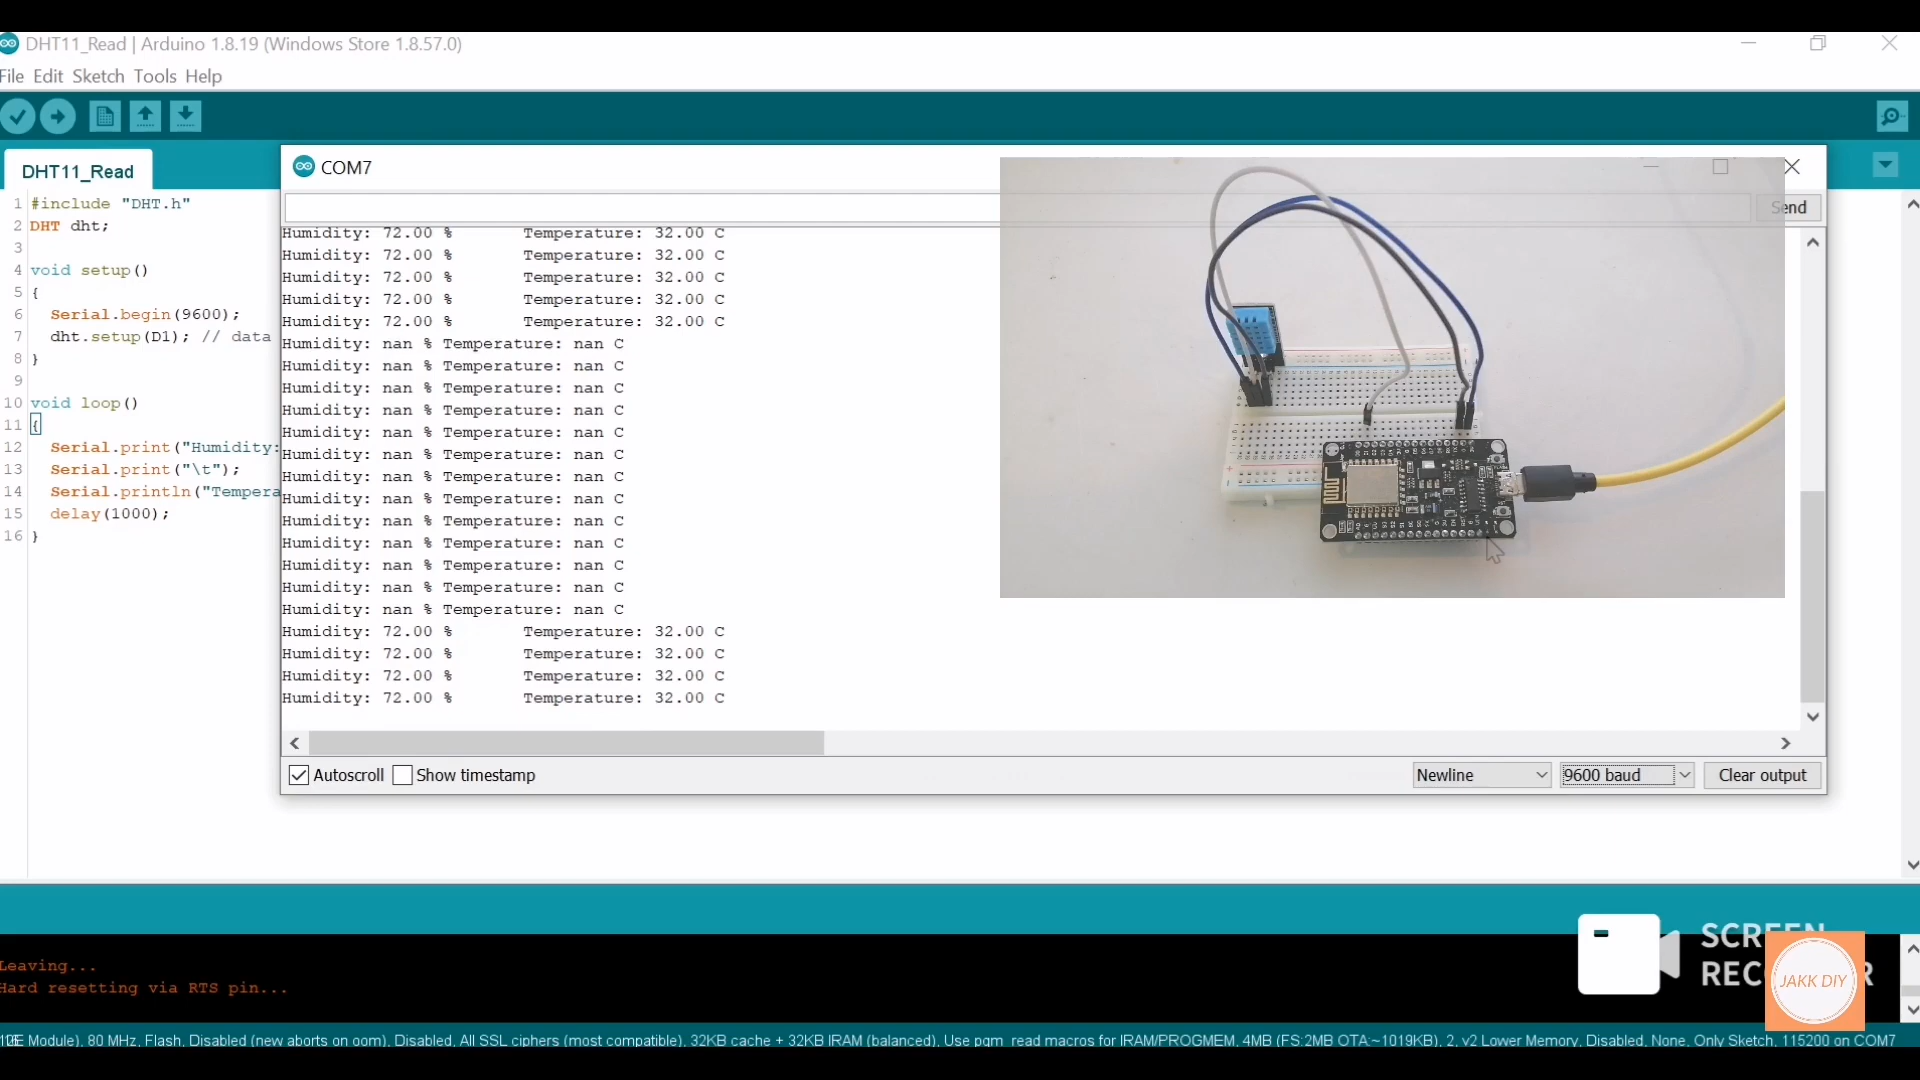 DHT11_Read | Arduino 1.8.19 (Windows Store 1.8.57.0)
File Edit Sketch Tools Help
DHT11_Read
1 #include "DHT.h"
2 DHT dht;
3
4 void setup()
5 {
6 Serial.begin(9600);
7 dht.setup(D1); // data
8 }
9
10 void loop()
11 {
12 Serial.print("Humidity:
13 Serial.print("\t");
14 Serial.println("Tempera
15 delay(1000);
16 }
COM7
Send
Humidity: 72.00 % Temperature: 32.00 C
Humidity: 72.00 % Temperature: 32.00 C
Humidity: 72.00 % Temperature: 32.00 C
Humidity: 72.00 % Temperature: 32.00 C
Humidity: 72.00 % Temperature: 32.00 C
Humidity: nan % Temperature: nan C
Humidity: nan % Temperature: nan C
Humidity: nan % Temperature: nan C
Humidity: nan % Temperature: nan C
Humidity: nan % Temperature: nan C
Humidity: nan % Temperature: nan C
Humidity: nan % Temperature: nan C
Humidity: nan % Temperature: nan C
Humidity: nan % Temperature: nan C
Humidity: nan % Temperature: nan C
Humidity: nan % Temperature: nan C
Humidity: nan % Temperature: nan C
Humidity: nan % Temperature: nan C
Humidity: 72.00 % Temperature: 32.00 C
Humidity: 72.00 % Temperature: 32.00 C
Humidity: 72.00 % Temperature: 32.00 C
Humidity: 72.00 % Temperature: 32.00 C
Autoscroll Show timestamp Newline 9600 baud Clear output
Leaving...
Hard resetting via RTS pin...
SCREEN
REC R
JAKK DIY
Module), 80 MHz, Flash, Disabled (new aborts on oom), Disabled, All SSL ciphers (most compatible), 32KB cache + 32KB IRAM (balanced), Use pgm_read macros for IRAM/PROGMEM, 4MB (FS:2MB OTA:~1019KB), 2, v2 Lower Memory, Disabled, None, Only Sketch, 115200 on COM7